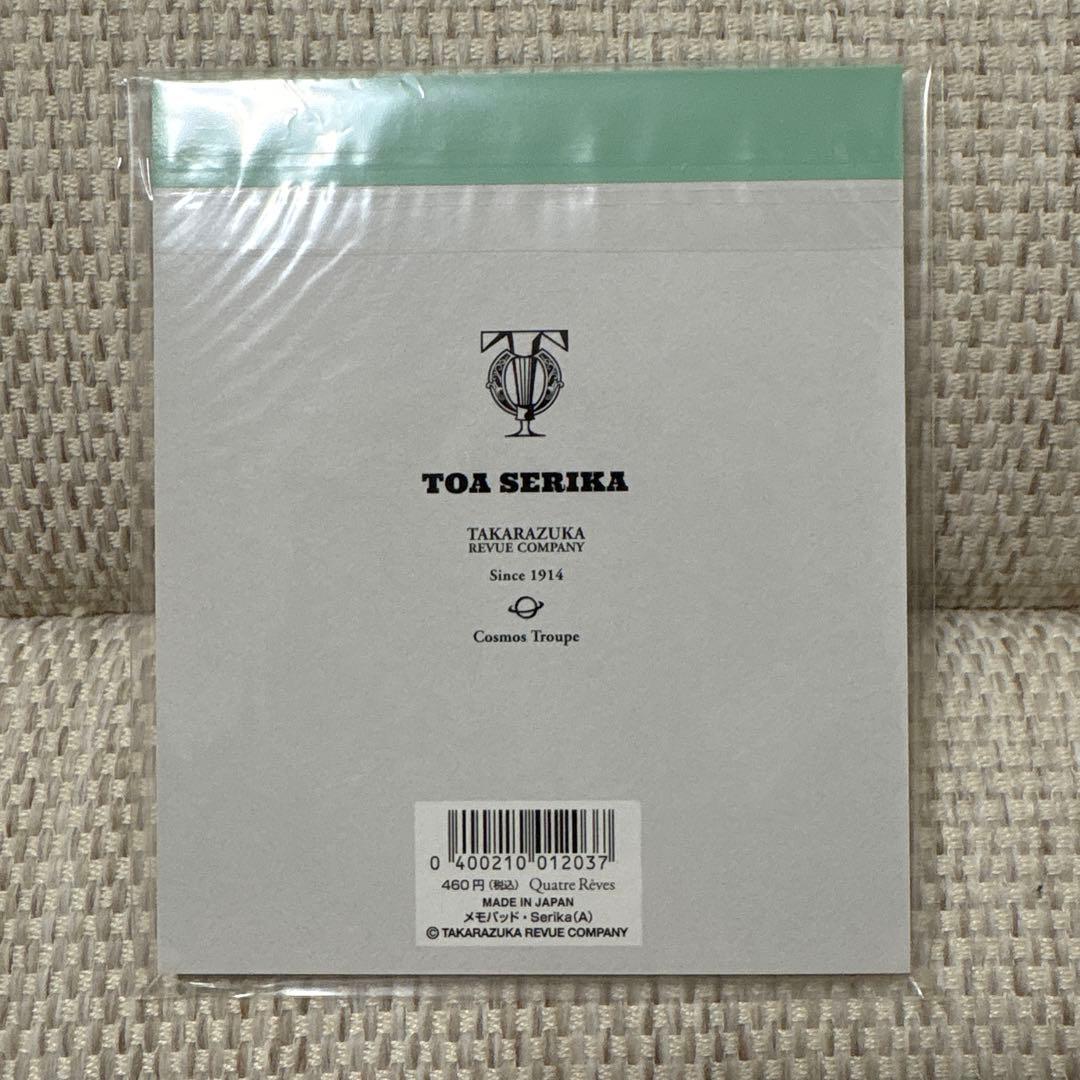 TOA SERIKA
TAKARAZUKA
REVUE COMPANY
Since 1914
Cosmos Troupe
0 400210 012037
460円(税込) Quatre Rêves
MADE IN JAPAN
メモパッド・Serika(A)
© TAKARAZUKA REVUE COMPANY